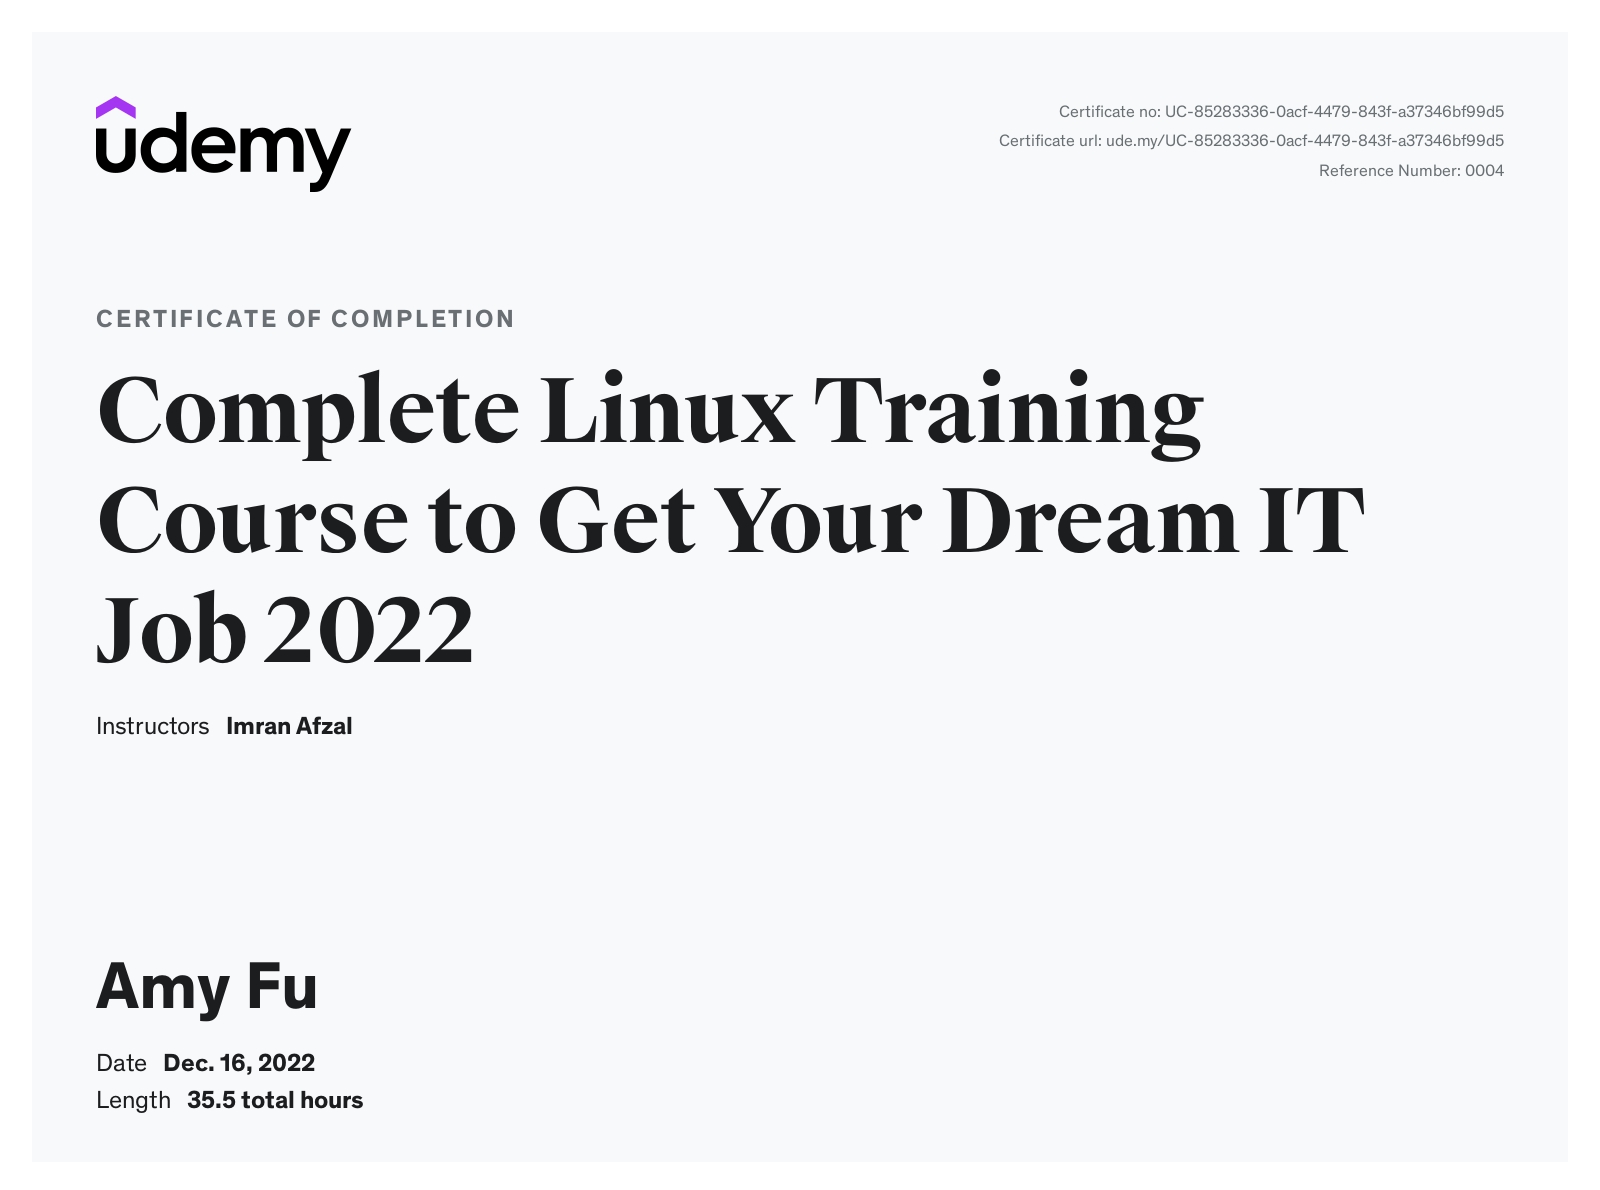 udemy
Certificate no: UC-85283336-0acf-4479-843f-a37346bf99d5
Certificate url: ude.my/UC-85283336-0acf-4479-843f-a37346bf99d5
Reference Number: 0004
CERTIFICATE OF COMPLETION
Complete Linux Training
Course to Get Your Dream IT
Job 2022
Instructors Imran Afzal
Amy Fu
Date Dec. 16, 2022
Length 35.5 total hours